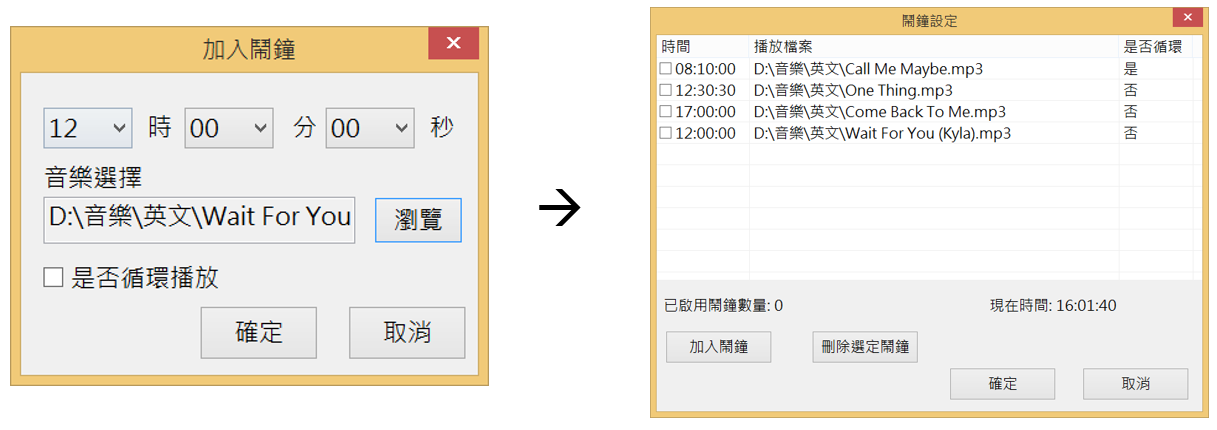 加入鬧鐘
12 時 00 分 00 秒
音樂選擇
D:\音樂\英文\Wait For You 瀏覽
是否循環播放
確定 取消
鬧鐘設定
時間 播放檔案 是否循環
08:10:00 D:\音樂\英文\Call Me Maybe.mp3 是
12:30:30 D:\音樂\英文\One Thing.mp3 否
17:00:00 D:\音樂\英文\Come Back To Me.mp3 否
12:00:00 D:\音樂\英文\Wait For You (Kyla).mp3 否
已啟用鬧鐘數量: 0 現在時間: 16:01:40
加入鬧鐘 刪除選定鬧鐘
確定 取消